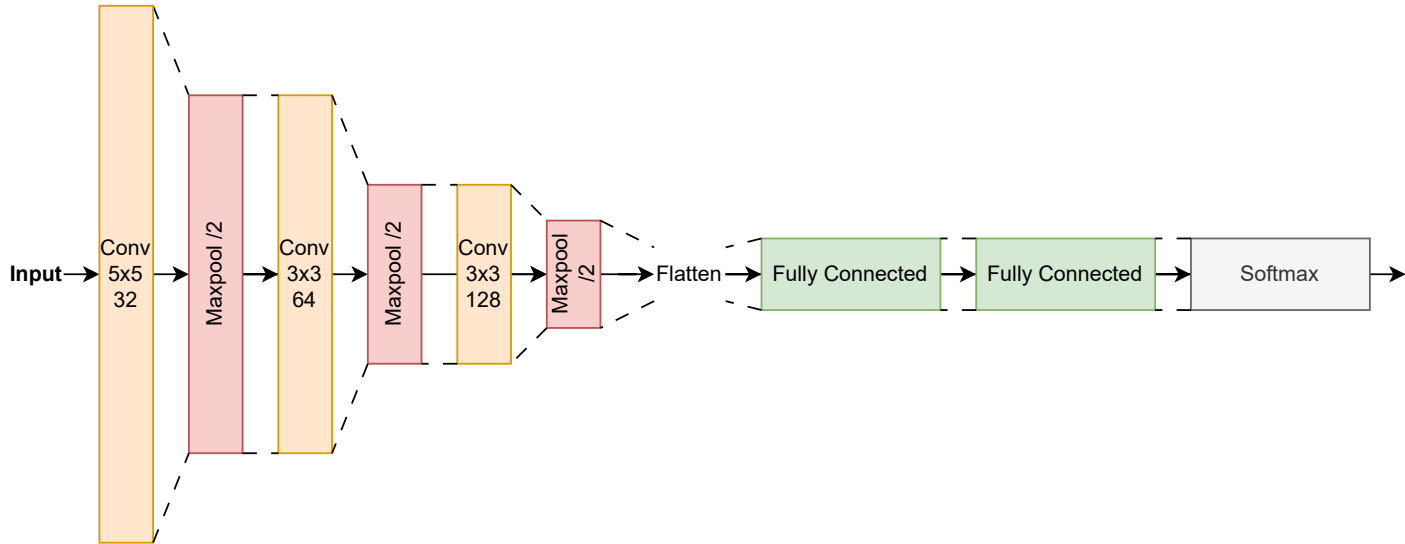 Input
Conv
5x5
32
Maxpool /2
Conv
3x3
64
Maxpool /2
Conv
3x3
128
Maxpool
/2
Flatten
Fully Connected
Fully Connected
Softmax